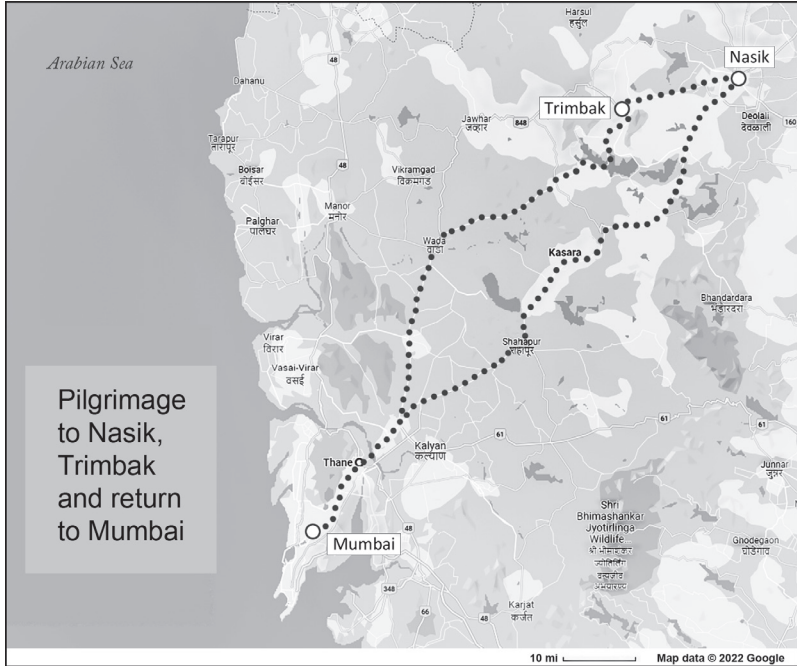 Harsul
हर्सुल
Arabian Sea
48
Nasik
Dahanu
Trimbak
Deolali
देवळाली
160
Jawhar
जव्हार
848
Tarapur
तारापूर
48
Boisar
बोईसर
Vikramgad
विक्रमगड
Manor
मनोर
Palghar
पालघर
Wada
वाडा
Kasara
Bhandardara
भंडारदरा
Virar
विरार
Shahapur
शहापूर
Vasai-Virar
वसई
Pilgrimage
to Nasik,
Trimbak
and return
to Mumbai
61
61
Kalyan
कल्याण
Thane
Junnar
जुन्नर
Mumbai
48
Shri
Bhimashankar
Jyotirlinga
Wildlife
Ghodegaon
घोडेगाव
348
66
48
Karjat
कर्जत
10 mi
Map data © 2022 Google